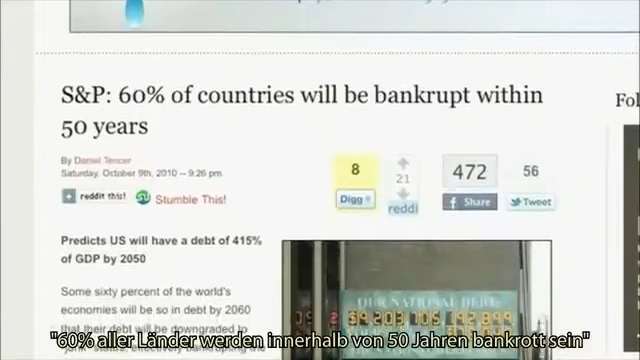 S&P: 60% of countries will be bankrupt within
50 years
Fol
By Daniel Tencer
Saturday, October 9th, 2010 – 9:26 pm
reddit this!
Stumble This!
8
Digg
21
reddi
472
Share
56
Tweet
Predicts US will have a debt of 415%
of GDP by 2050
Some sixty percent of the world's
economies will be so in debt by 2060
that their debt will be downgraded to
OUR NATIONAL DEBT
"60% aller Länder werden innerhalb von 50 Jahren bankrott sein"